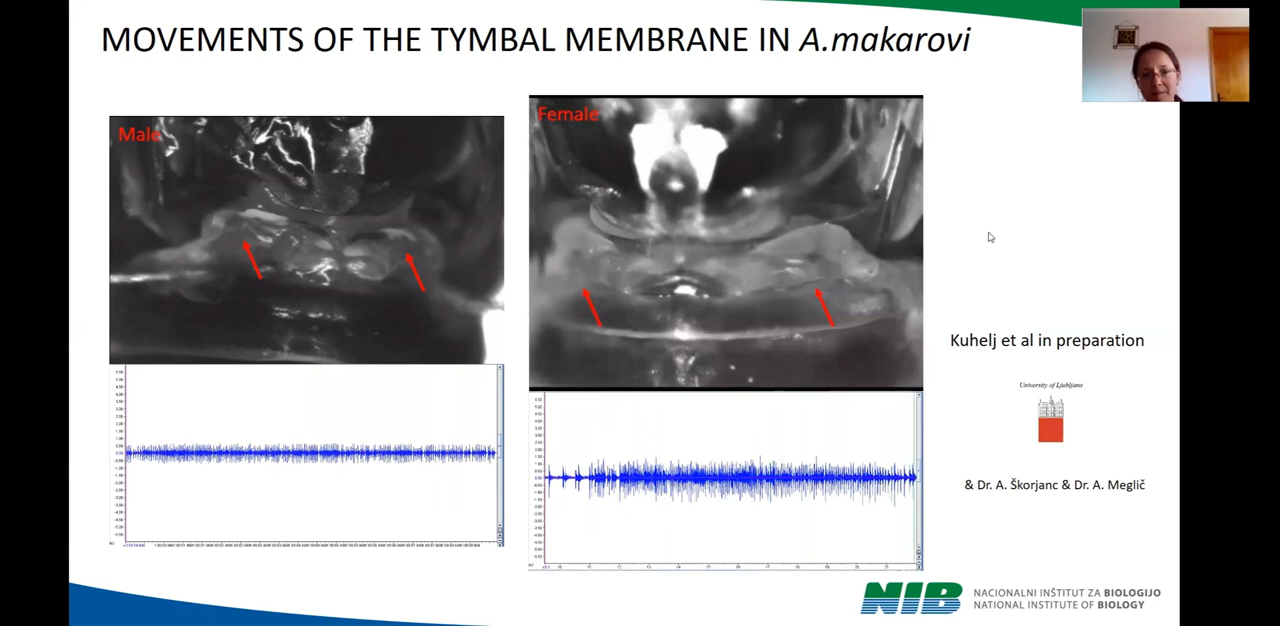 MOVEMENTS OF THE TYMBAL MEMBRANE IN A.makarovi
Male
Female
Kuhelj et al in preparation
University of Ljubljana
& Dr. A. Škorjanc & Dr. A. Meglič
NIB
NACIONALNI INŠTITUT ZA BIOLOGIJO
NATIONAL INSTITUTE OF BIOLOGY